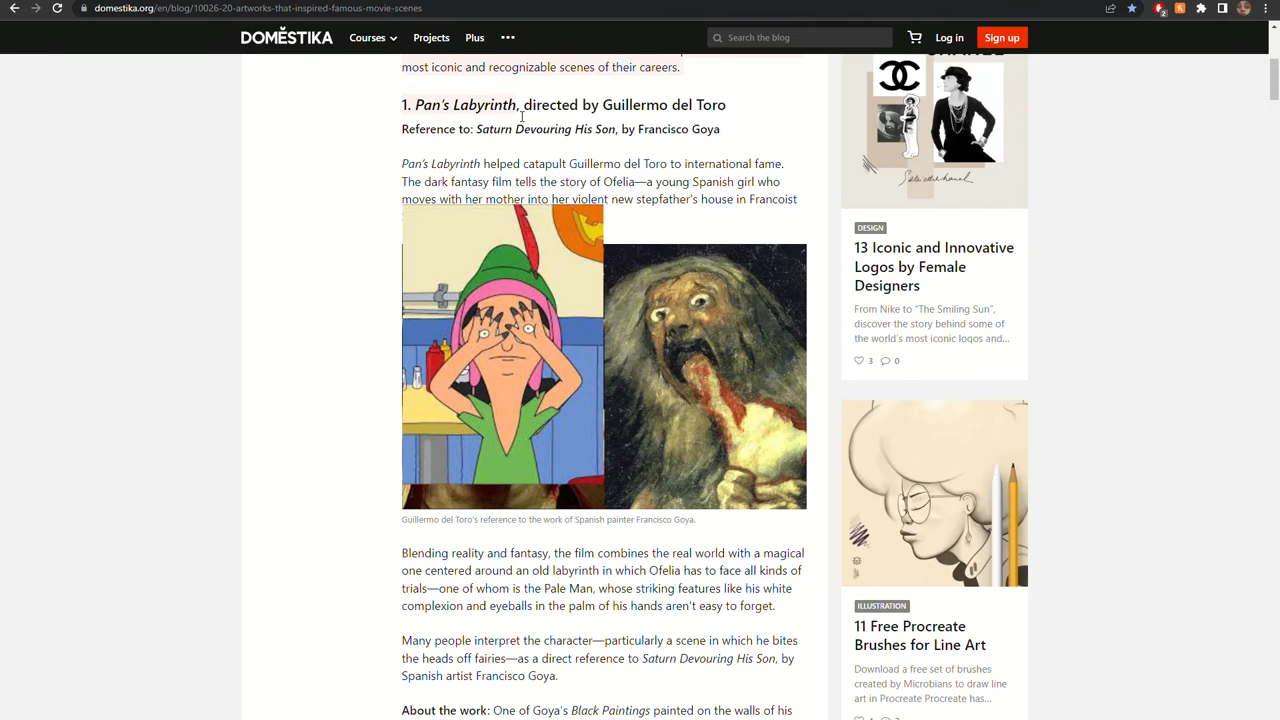 domestika.org/en/blog/10026-20-artworks-that-inspired-famous-movie-scenes
2
DOMĔSTIKA
Courses
Projects
Plus
Search the blog
Log in
Sign up
most iconic and recognizable scenes of their careers.
1. Pan's Labyrinth, directed by Guillermo del Toro
Reference to: Saturn Devouring His Son, by Francisco Goya
Pan's Labyrinth helped catapult Guillermo del Toro to international fame.
The dark fantasy film tells the story of Ofelia—a young Spanish girl who
moves with her mother into her violent new stepfather's house in Francoist
Guillermo del Toro's reference to the work of Spanish painter Francisco Goya.
Blending reality and fantasy, the film combines the real world with a magical
one centered around an old labyrinth in which Ofelia has to face all kinds of
trials—one of whom is the Pale Man, whose striking features like his white
complexion and eyeballs in the palm of his hands aren't easy to forget.
Many people interpret the character—particularly a scene in which he bites
the heads off fairies—as a direct reference to Saturn Devouring His Son, by
Spanish artist Francisco Goya.
About the work: One of Goya's Black Paintings painted on the walls of his
DESIGN
13 Iconic and Innovative
Logos by Female
Designers
From Nike to “The Smiling Sun”,
discover the story behind some of
the world's most iconic logos and...
3
0
ILLUSTRATION
11 Free Procreate
Brushes for Line Art
Download a free set of brushes
created by Microbians to draw line
art in Procreate Procreate has...